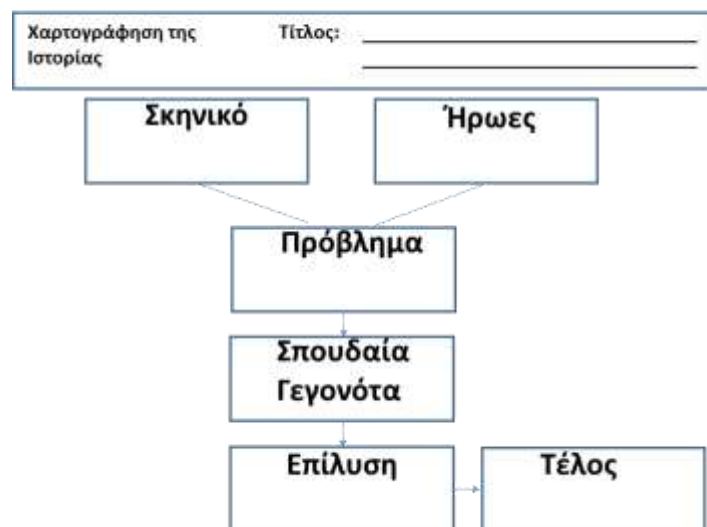 Χαρτογράφηση της Τίτλος:
Ιστορίας
Σκηνικό Ήρωες
Πρόβλημα
Σπουδαία
Γεγονότα
Επίλυση Τέλος